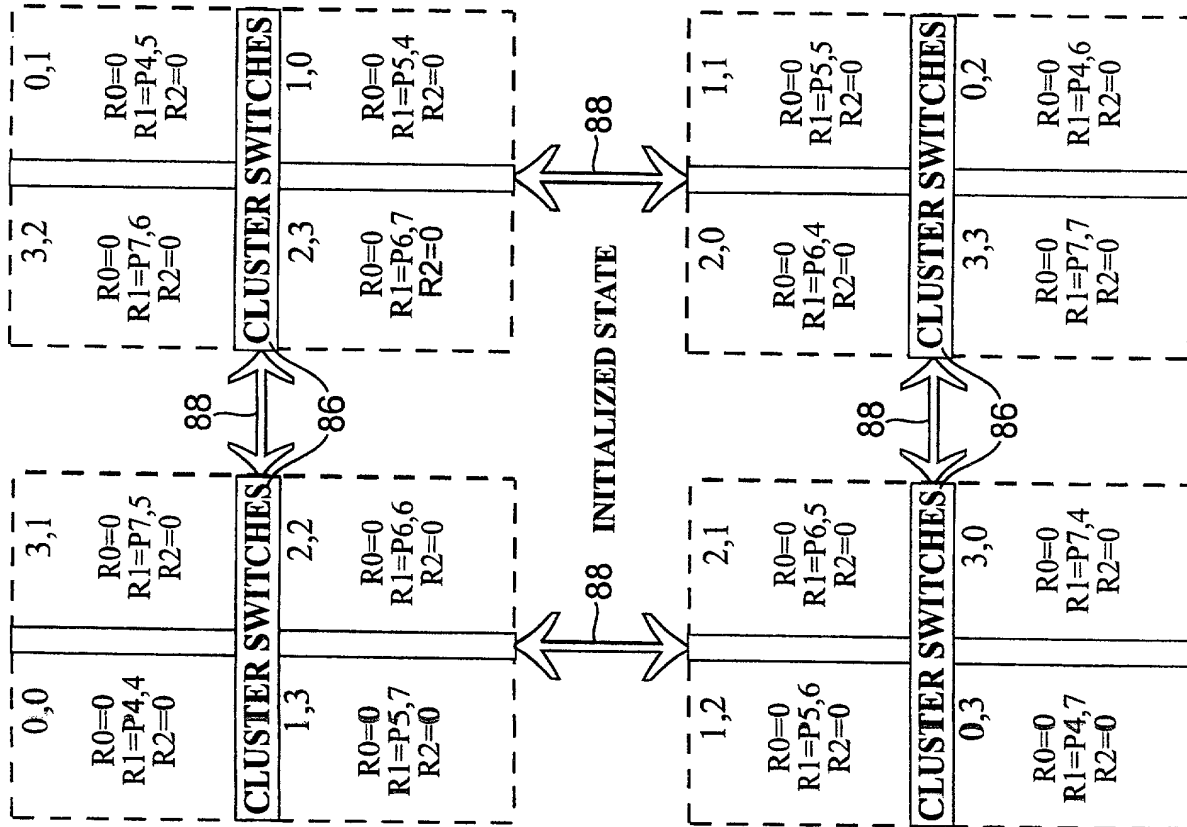 0,0
R0=0
R1=P4,4
R2=0
3,1
R0=0
R1=P7,5
R2=0
CLUSTER SWITCHES
1,3
R0=0
R1=P5,7
R2=0
2,2
R0=0
R1=P6,6
R2=0
88
86
3,2
R0=0
R1=P7,6
R2=0
0,1
R0=0
R1=P4,5
R2=0
CLUSTER SWITCHES
2,3
R0=0
R1=P6,7
R2=0
1,0
R0=0
R1=P5,4
R2=0
88
INITIALIZED STATE
88
1,2
R0=0
R1=P5,6
R2=0
2,1
R0=0
R1=P6,5
R2=0
CLUSTER SWITCHES
0,3
R0=0
R1=P4,7
R2=0
3,0
R0=0
R1=P7,4
R2=0
88
86
2,0
R0=0
R1=P6,4
R2=0
1,1
R0=0
R1=P5,5
R2=0
CLUSTER SWITCHES
3,3
R0=0
R1=P7,7
R2=0
0,2
R0=0
R1=P4,6
R2=0